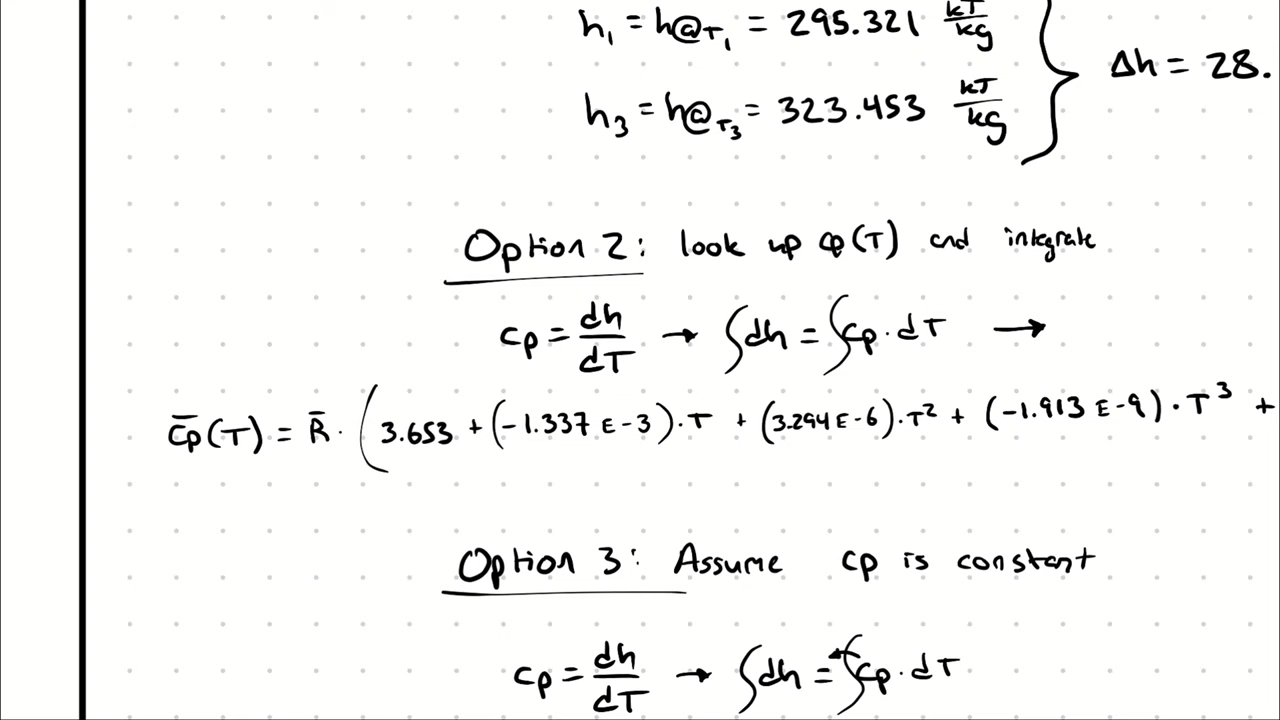 h₁ = h@T₁ = 295.321 kJ/kg
Δh = 28.
h₃ = h@T₃ = 323.453 kJ/kg
Option 2: look up cp(T) and integrate
cp = dh/dT → ∫dh = ∫cp·dT →
c̄p(T) = R̄·(3.653 + (-1.337 E-3)·T + (3.294 E-6)·T² + (-1.913 E-9)·T³ +
Option 3: Assume cp is constant
cp = dh/dT → ∫dh = ∫cp·dT